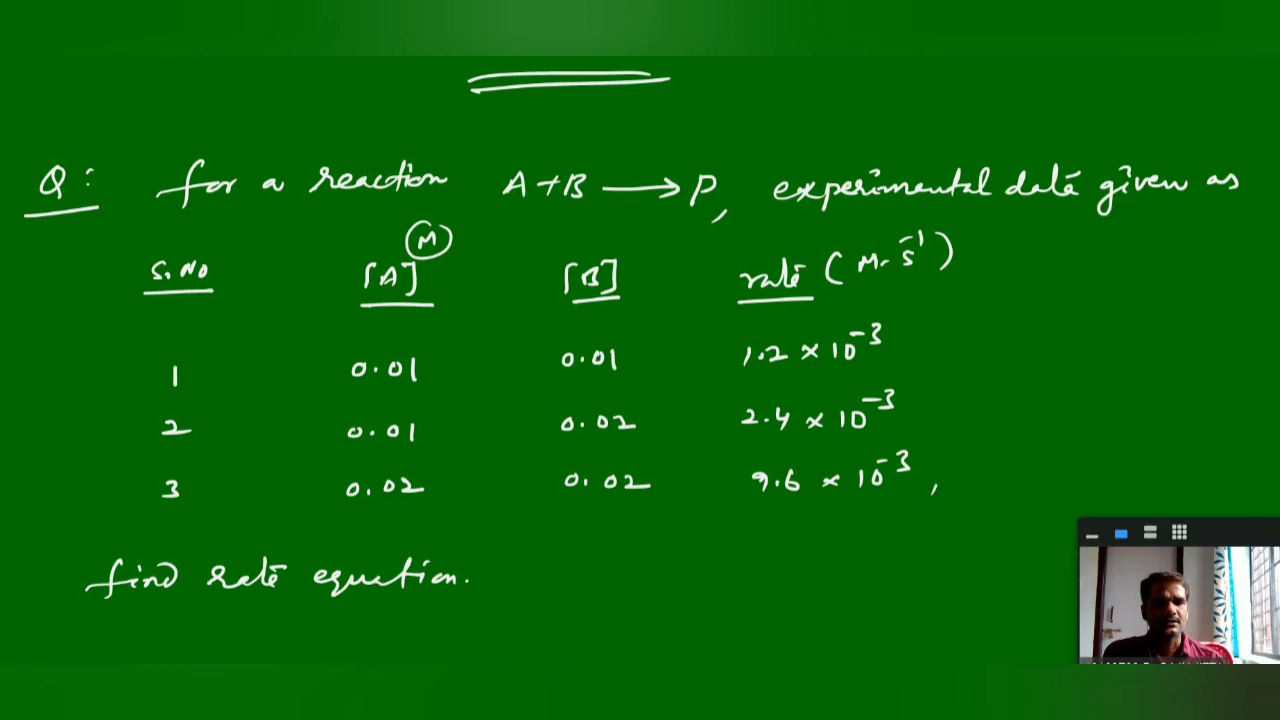 Q: for a reaction A+B ⟶ P, experimental data given as
S.No [A] (M) [B] rate (M. s⁻¹)
1 0.01 0.01 1.2 × 10⁻³
2 0.01 0.02 2.4 × 10⁻³
3 0.02 0.02 9.6 × 10⁻³,
find rate equation.